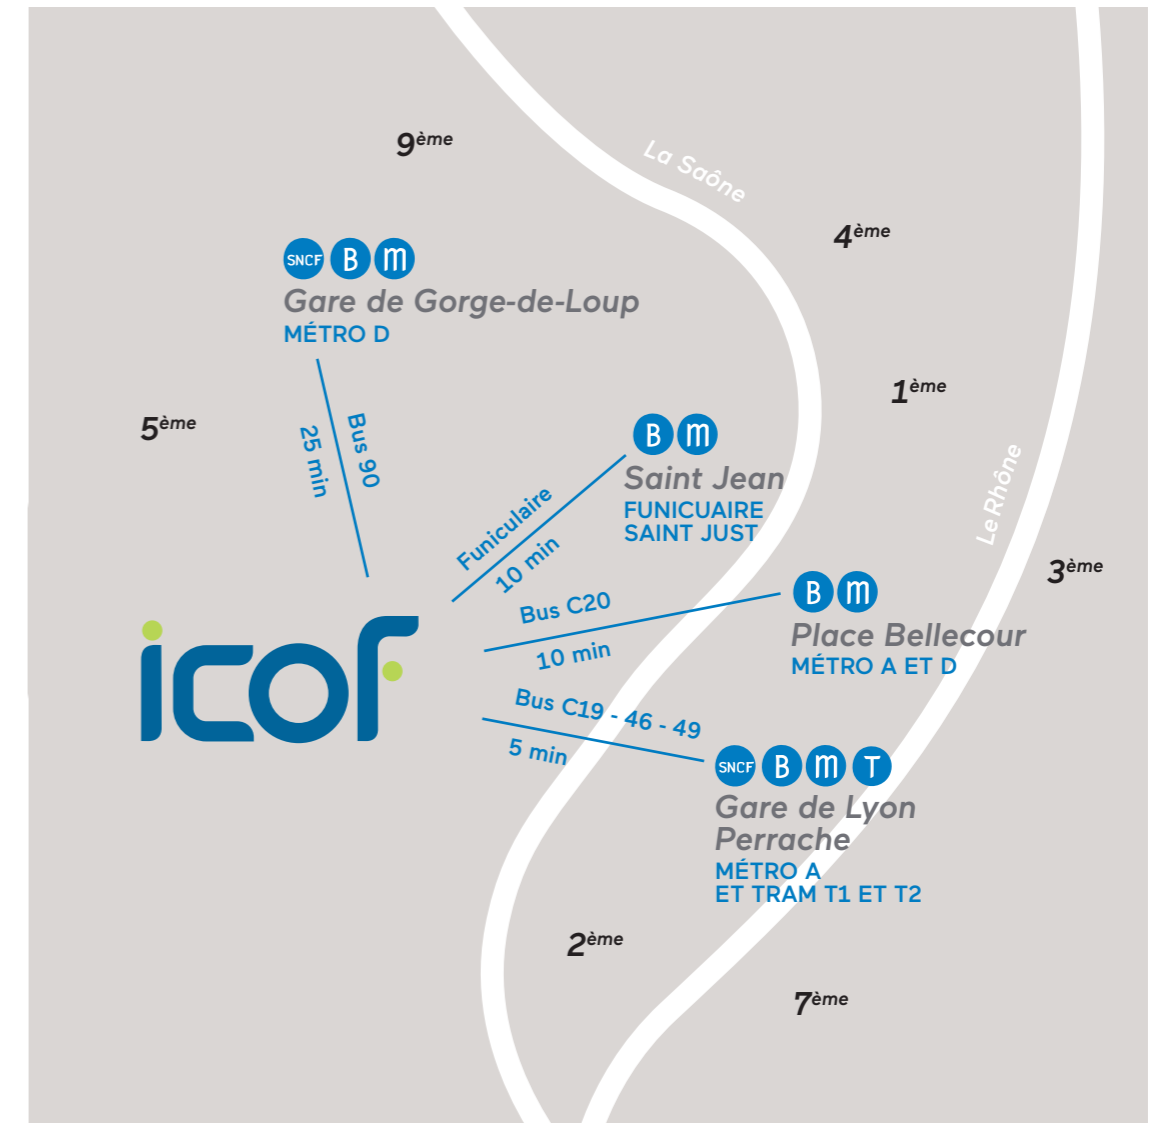 9ème
La Saône
4ème
SNCF B m
Gare de Gorge-de-Loup
MÉTRO D
1ème
5ème
Bus 90
25 min
B m
Saint Jean
FUNICUAIRE
SAINT JUST
Le Rhône
Funiculaire
10 min
3ème
B m
Place Bellecour
MÉTRO A ET D
Bus C20
10 min
icof
Bus C19 - 46 - 49
5 min
SNCF B m T
Gare de Lyon
Perrache
MÉTRO A
ET TRAM T1 ET T2
2ème
7ème